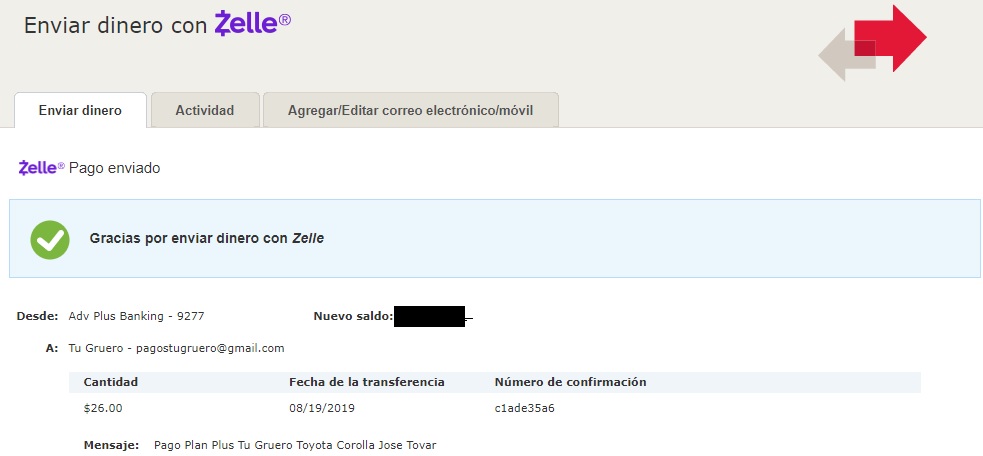 Enviar dinero con Zelle®
Enviar dinero Actividad Agregar/Editar correo electrónico/móvil
Zelle® Pago enviado
Gracias por enviar dinero con Zelle
Desde: Adv Plus Banking - 9277 Nuevo saldo:
A: Tu Gruero - pagostugruero@gmail.com
Cantidad Fecha de la transferencia Número de confirmación
$26.00 08/19/2019 c1ade35a6
Mensaje: Pago Plan Plus Tu Gruero Toyota Corolla Jose Tovar